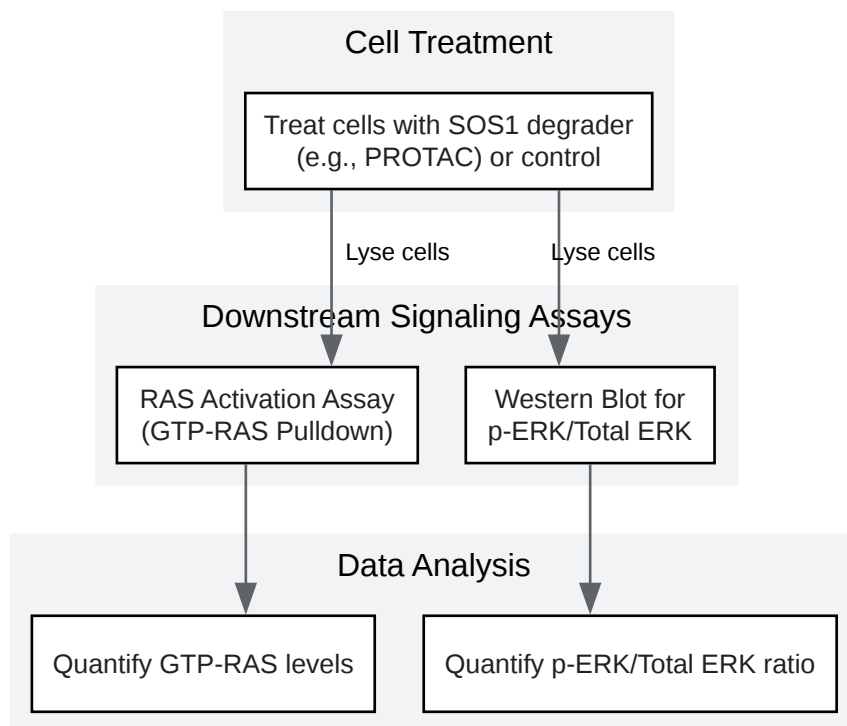 Cell Treatment
Treat cells with SOS1 degrader
(e.g., PROTAC) or control
Lyse cells
Lyse cells
Downstream Signaling Assays
RAS Activation Assay
(GTP-RAS Pulldown)
Western Blot for
p-ERK/Total ERK
Data Analysis
Quantify GTP-RAS levels
Quantify p-ERK/Total ERK ratio